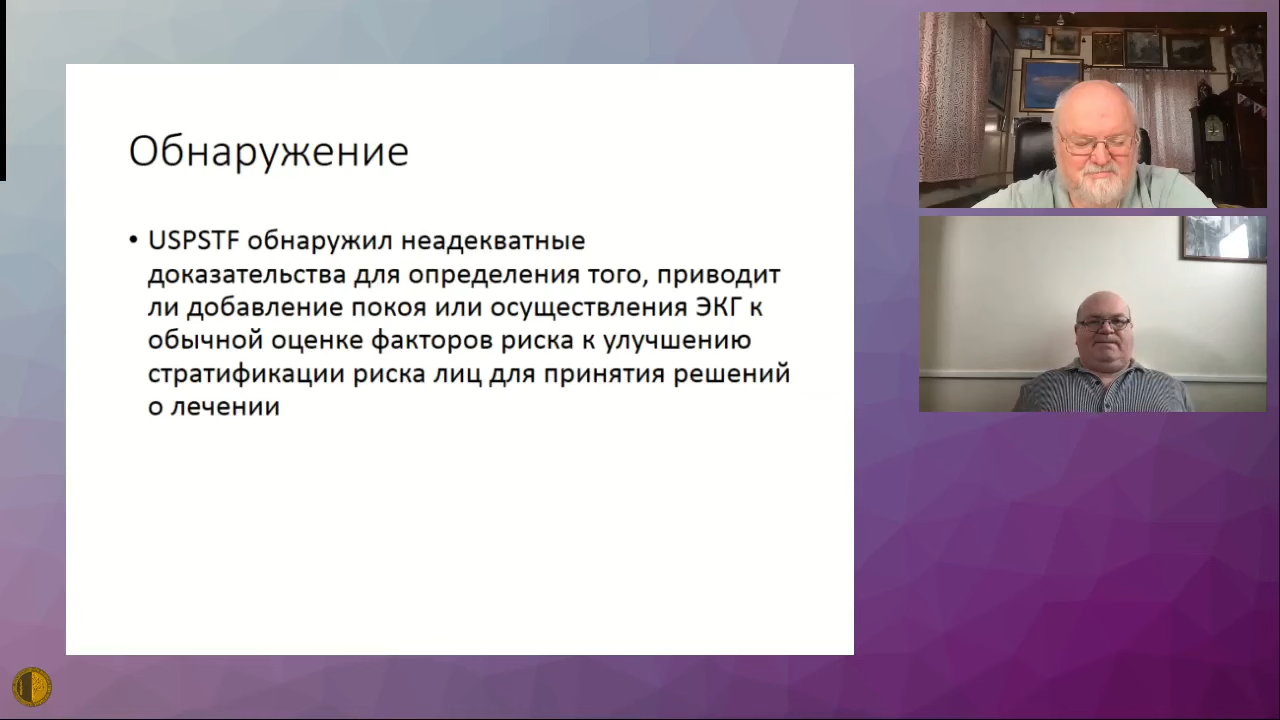 Обнаружение
• USPSTF обнаружил неадекватные
доказательства для определения того, приводит
ли добавление покоя или осуществления ЭКГ к
обычной оценке факторов риска к улучшению
стратификации риска лиц для принятия решений
о лечении